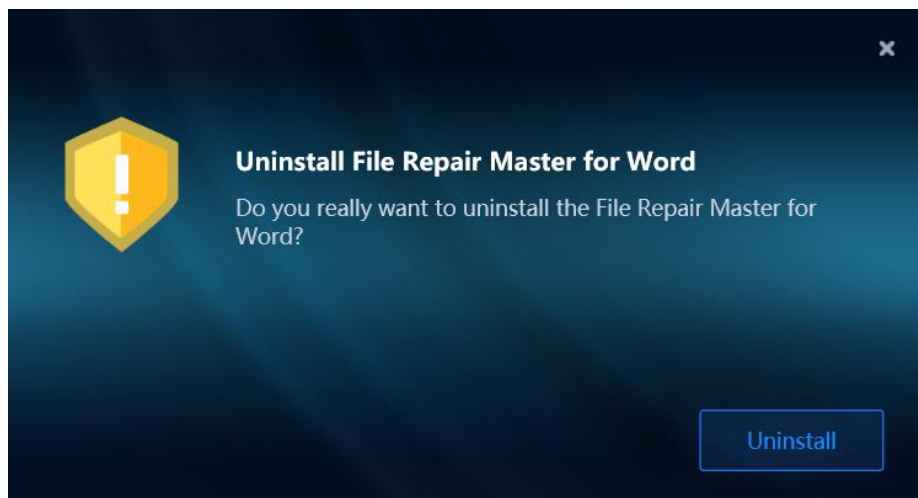 Uninstall File Repair Master for Word
Do you really want to uninstall the File Repair Master for
Word?
Uninstall